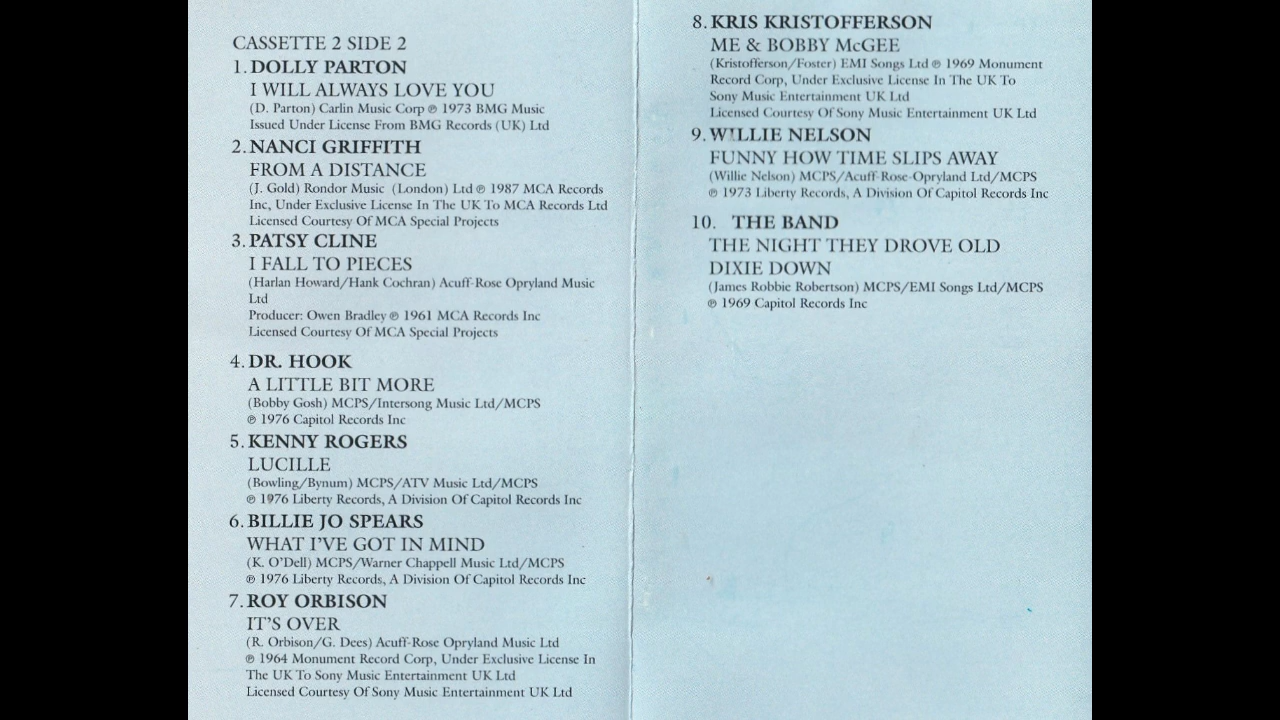 CASSETTE 2 SIDE 2
1. DOLLY PARTON
I WILL ALWAYS LOVE YOU
(D. Parton) Carlin Music Corp ℗ 1973 BMG Music
Issued Under License From BMG Records (UK) Ltd
2. NANCI GRIFFITH
FROM A DISTANCE
(J. Gold) Rondor Music (London) Ltd ℗ 1987 MCA Records
Inc, Under Exclusive License In The UK To MCA Records Ltd
Licensed Courtesy Of MCA Special Projects
3. PATSY CLINE
I FALL TO PIECES
(Harlan Howard/Hank Cochran) Acuff-Rose Opryland Music
Ltd
Producer: Owen Bradley ℗ 1961 MCA Records Inc
Licensed Courtesy Of MCA Special Projects
4. DR. HOOK
A LITTLE BIT MORE
(Bobby Gosh) MCPS/Intersong Music Ltd/MCPS
℗ 1976 Capitol Records Inc
5. KENNY ROGERS
LUCILLE
(Bowling/Bynum) MCPS/ATV Music Ltd/MCPS
℗ 1976 Liberty Records, A Division Of Capitol Records Inc
6. BILLIE JO SPEARS
WHAT I'VE GOT IN MIND
(K. O'Dell) MCPS/Warner Chappell Music Ltd/MCPS
℗ 1976 Liberty Records, A Division Of Capitol Records Inc
7. ROY ORBISON
IT'S OVER
(R. Orbison/G. Dees) Acuff-Rose Opryland Music Ltd
℗ 1964 Monument Record Corp, Under Exclusive License In
The UK To Sony Music Entertainment UK Ltd
Licensed Courtesy Of Sony Music Entertainment UK Ltd
8. KRIS KRISTOFFERSON
ME & BOBBY McGEE
(Kristofferson/Foster) EMI Songs Ltd ℗ 1969 Monument
Record Corp, Under Exclusive License In The UK To
Sony Music Entertainment UK Ltd
Licensed Courtesy Of Sony Music Entertainment UK Ltd
9. WILLIE NELSON
FUNNY HOW TIME SLIPS AWAY
(Willie Nelson) MCPS/Acuff-Rose-Opryland Ltd/MCPS
℗ 1973 Liberty Records, A Division Of Capitol Records Inc
10. THE BAND
THE NIGHT THEY DROVE OLD
DIXIE DOWN
(James Robbie Robertson) MCPS/EMI Songs Ltd/MCPS
℗ 1969 Capitol Records Inc